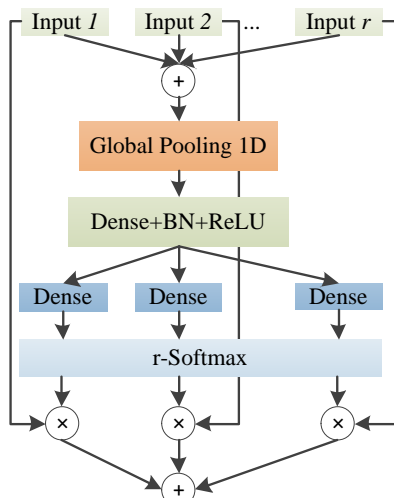 Input 1 Input 2 ... Input r
+
Global Pooling 1D
Dense+BN+ReLU
Dense Dense Dense
r-Softmax
× × ×
+